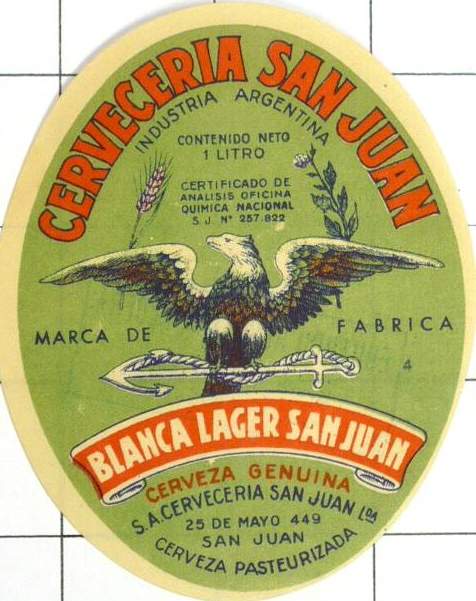 CERVECERIA SAN JUAN
INDUSTRIA ARGENTINA
CONTENIDO NETO
1 LITRO
CERTIFICADO DE
ANALISIS OFICINA
QUIMICA NACIONAL
S. J. Nº 257.822
MARCA DE FABRICA
4
BLANCA LAGER SAN JUAN
CERVEZA GENUINA
S.A. CERVECERIA SAN JUAN LDA
25 DE MAYO 449
SAN JUAN
CERVEZA PASTEURIZADA